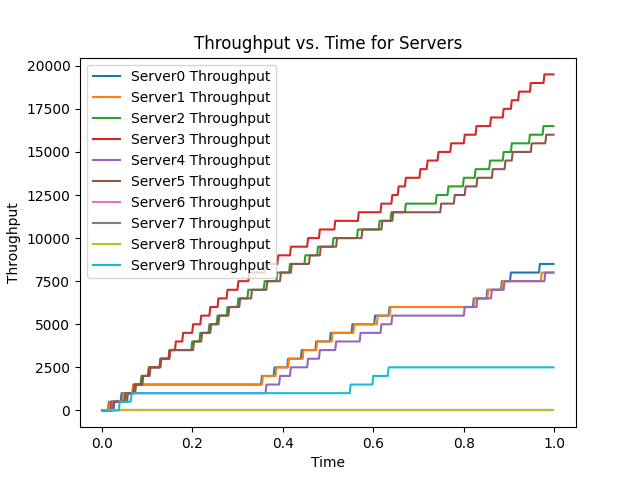 Throughput vs. Time for Servers
20000
17500
15000
12500
10000
7500
5000
2500
0
Throughput
Server0 Throughput
Server1 Throughput
Server2 Throughput
Server3 Throughput
Server4 Throughput
Server5 Throughput
Server6 Throughput
Server7 Throughput
Server8 Throughput
Server9 Throughput
0.0 0.2 0.4 0.6 0.8 1.0
Time